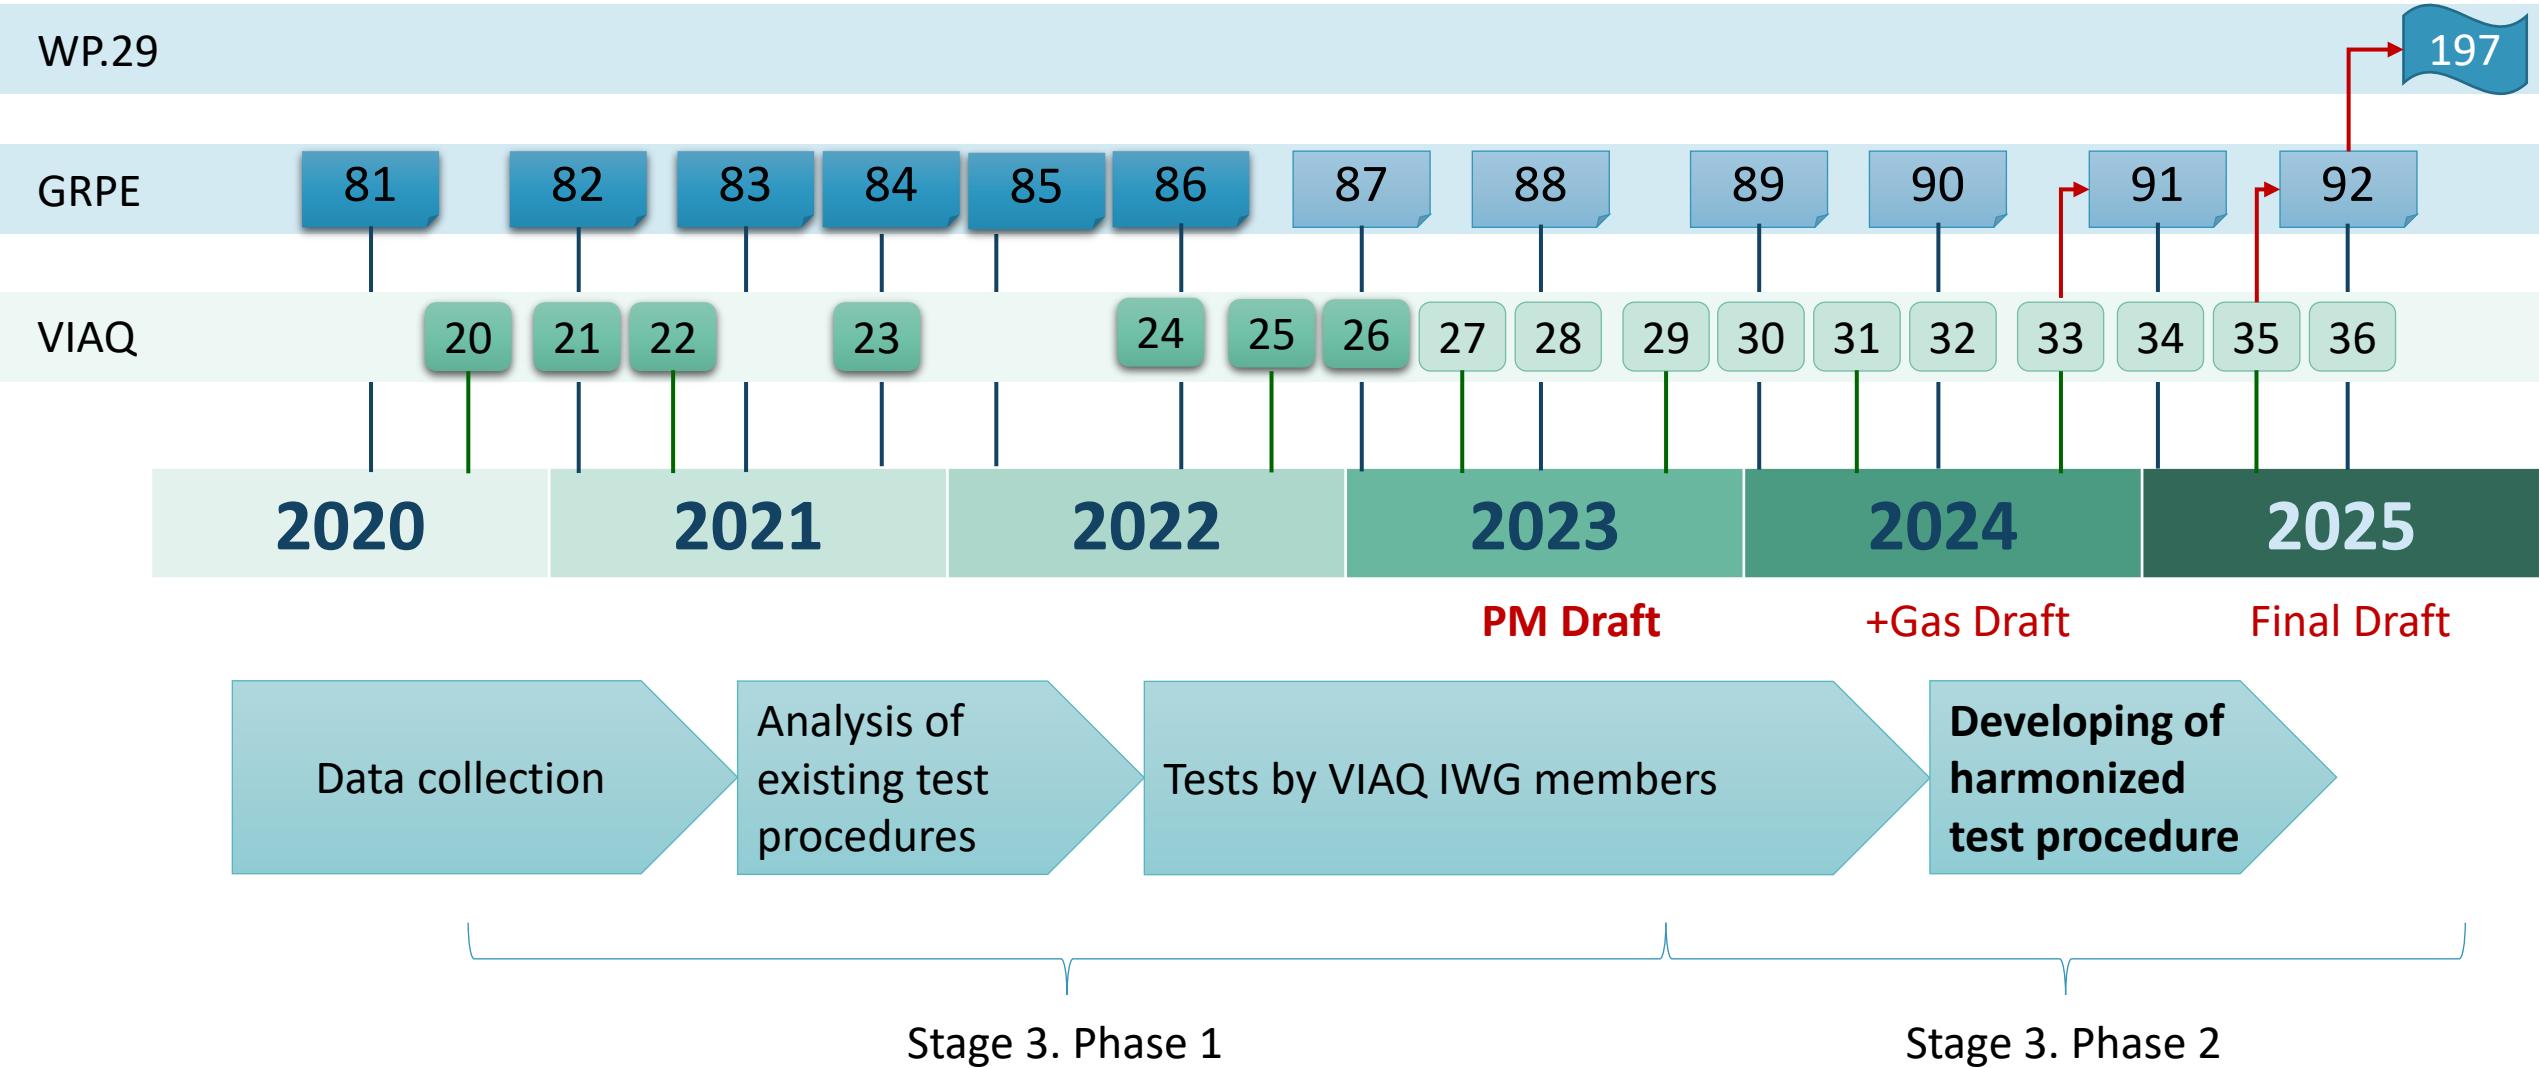 WP.29
197
GRPE
81 82 83 84 85 86 87 88 89 90 91 92
VIAQ
20 21 22 23 24 25 26 27 28 29 30 31 32 33 34 35 36
2020 2021 2022 2023 2024 2025
PM Draft
+Gas Draft
Final Draft
Data collection
Analysis of
existing test
procedures
Tests by VIAQ IWG members
Developing of
harmonized
test procedure
Stage 3. Phase 1
Stage 3. Phase 2